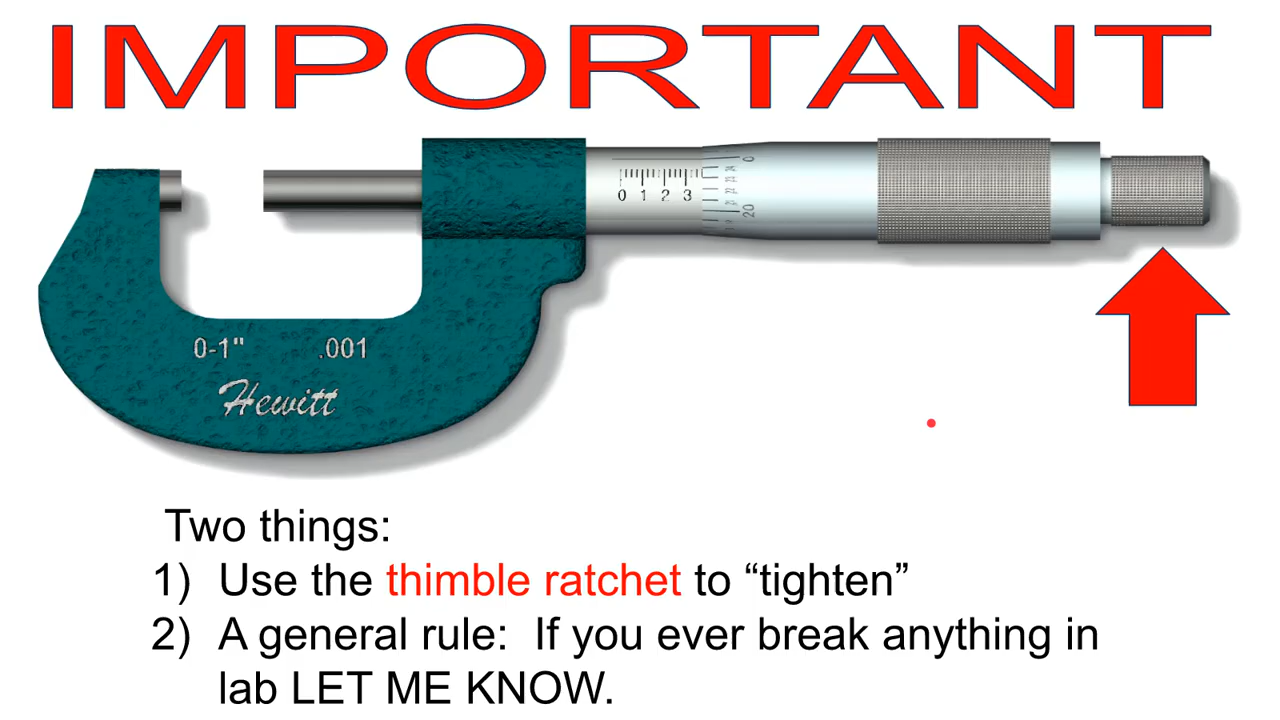 IMPORTANT
0 1 2 3
0
20
0-1" .001
Hewitt
Two things:
1) Use the thimble ratchet to “tighten”
2) A general rule: If you ever break anything in
lab LET ME KNOW.